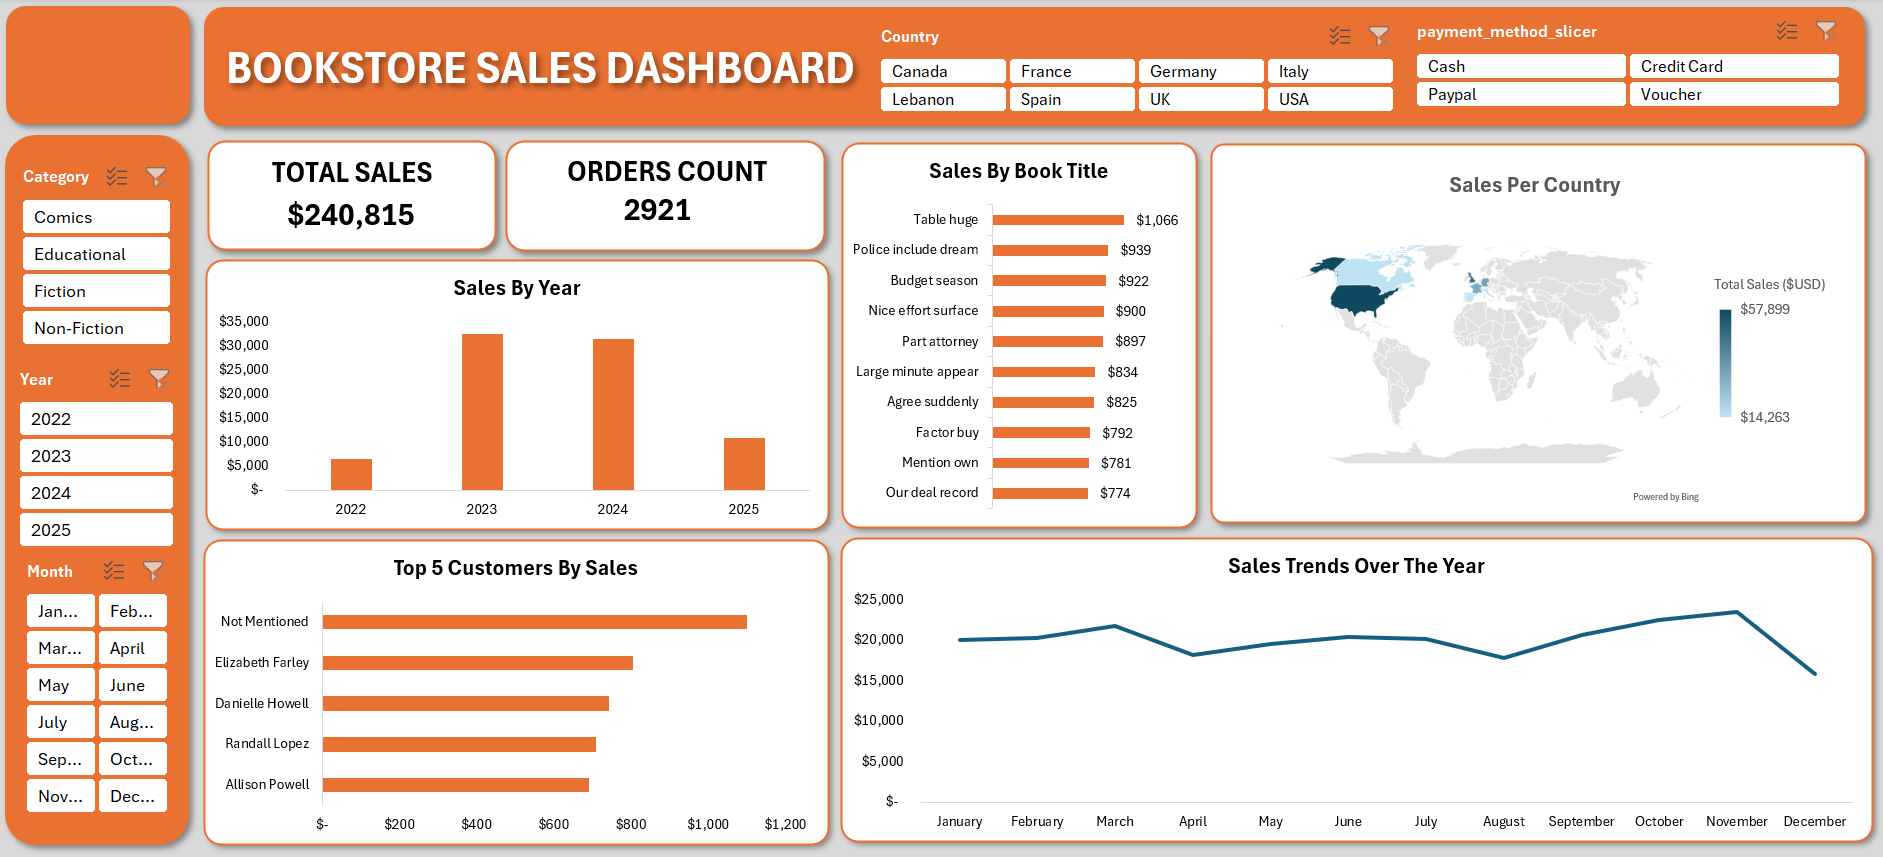 BOOKSTORE SALES DASHBOARD
Country
Canada
France
Germany
Italy
Lebanon
Spain
UK
USA
payment_method_slicer
Cash
Credit Card
Paypal
Voucher
Category
Comics
Educational
Fiction
Non-Fiction
Year
2022
2023
2024
2025
Month
Jan...
Feb...
Mar...
April
May
June
July
Aug...
Sep...
Oct...
Nov...
Dec...
TOTAL SALES
$240,815
ORDERS COUNT
2921
Sales By Year
$35,000
$30,000
$25,000
$20,000
$15,000
$10,000
$5,000
$-
2022
2023
2024
2025
Sales By Book Title
Table huge $1,066
Police include dream $939
Budget season $922
Nice effort surface $900
Part attorney $897
Large minute appear $834
Agree suddenly $825
Factor buy $792
Mention own $781
Our deal record $774
Sales Per Country
Total Sales ($USD)
$57,899
$14,263
Powered by Bing
Top 5 Customers By Sales
Not Mentioned
Elizabeth Farley
Danielle Howell
Randall Lopez
Allison Powell
$-
$200
$400
$600
$800
$1,000
$1,200
Sales Trends Over The Year
$25,000
$20,000
$15,000
$10,000
$5,000
$-
January
February
March
April
May
June
July
August
September
October
November
December